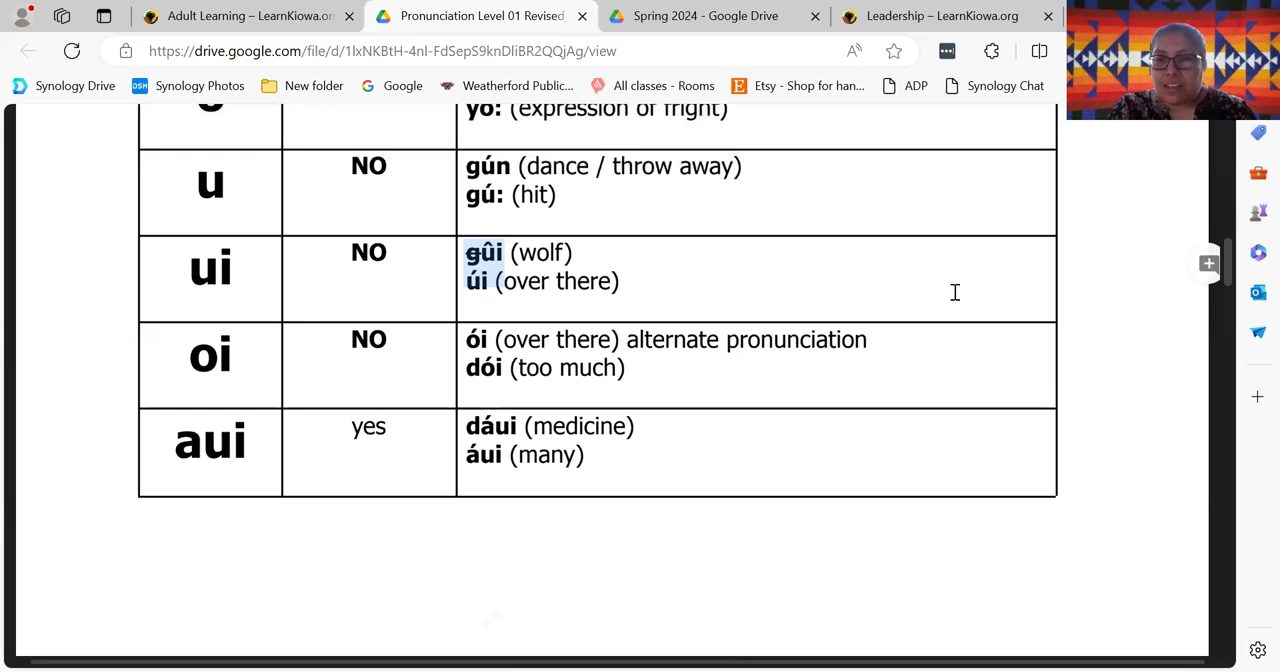 Adult Learning – LearnKiowa.or
Pronunciation Level 01 Revised_
Spring 2024 - Google Drive
Leadership – LearnKiowa.org
https://drive.google.com/file/d/1lxNKBtH-4nI-FdSepS9knDliBR2QQjAg/view
Synology Drive
Synology Photos
New folder
Google
Weatherford Public...
All classes - Rooms
Etsy - Shop for han...
ADP
Synology Chat
yó: (expression of fright)
u NO gún (dance / throw away)
gú: (hit)
ui NO g̶ûi (wolf)
úi (over there)
oi NO ói (over there) alternate pronunciation
dói (too much)
aui yes dáui (medicine)
áui (many)